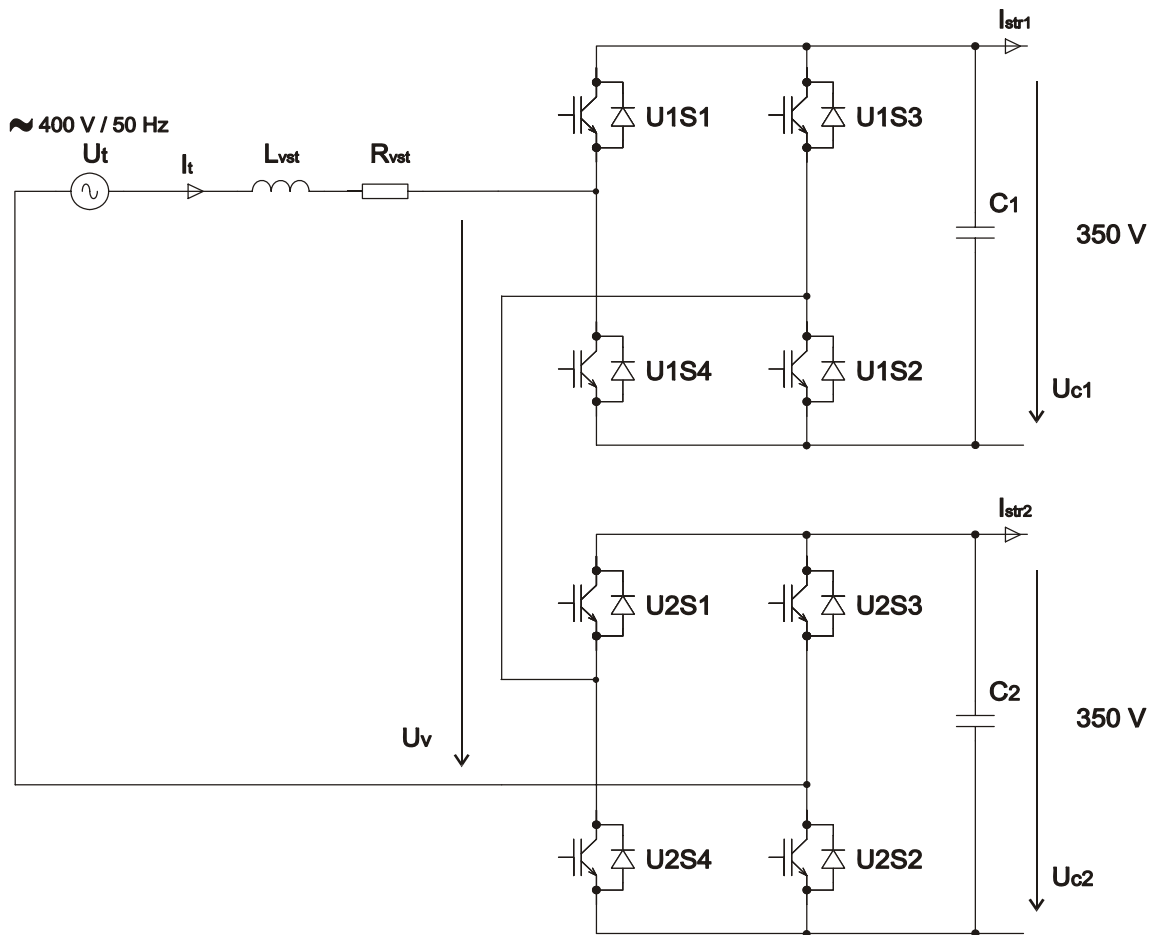 Istr1
U1S1
U1S3
~ 400 V / 50 Hz
Ut
It
Lvst
Rvst
C1
350 V
U1S4
U1S2
Uc1
Istr2
U2S1
U2S3
C2
350 V
Uv
U2S4
U2S2
Uc2